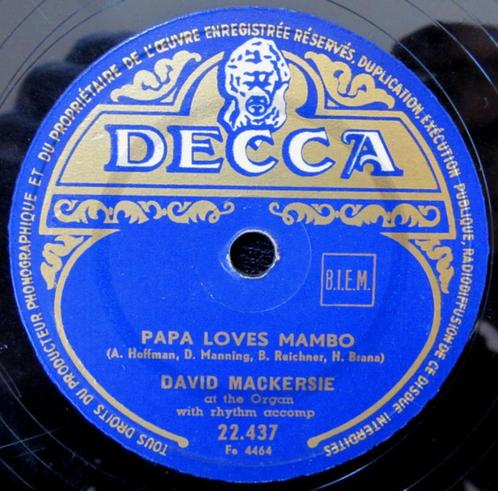 TOUS DROITS DU PRODUCTEUR PHONOGRAPHIQUE ET DU PROPRIÉTAIRE DE L'ŒUVRE ENREGISTRÉE RÉSERVÉS, DUPLICATION, EXÉCUTION PUBLIQUE, RADIODIFFUSION DE CE DISQUE INTERDITES
DECCA
B.I.E.M.
PAPA LOVES MAMBO
(A. Hoffman, D. Manning, B. Reichner, H. Brana)
DAVID MACKERSIE
at the Organ
with rhythm accomp
22.437
Fe 4464